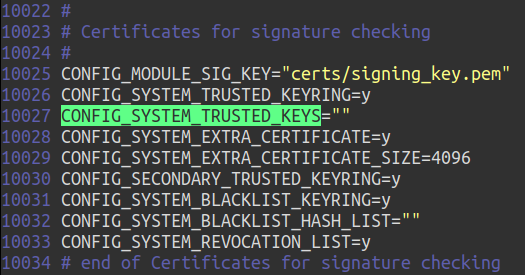 10022 #
10023 # Certificates for signature checking
10024 #
10025 CONFIG_MODULE_SIG_KEY="certs/signing_key.pem"
10026 CONFIG_SYSTEM_TRUSTED_KEYRING=y
10027 CONFIG_SYSTEM_TRUSTED_KEYS=""
10028 CONFIG_SYSTEM_EXTRA_CERTIFICATE=y
10029 CONFIG_SYSTEM_EXTRA_CERTIFICATE_SIZE=4096
10030 CONFIG_SECONDARY_TRUSTED_KEYRING=y
10031 CONFIG_SYSTEM_BLACKLIST_KEYRING=y
10032 CONFIG_SYSTEM_BLACKLIST_HASH_LIST=""
10033 CONFIG_SYSTEM_REVOCATION_LIST=y
10034 # end of Certificates for signature checking